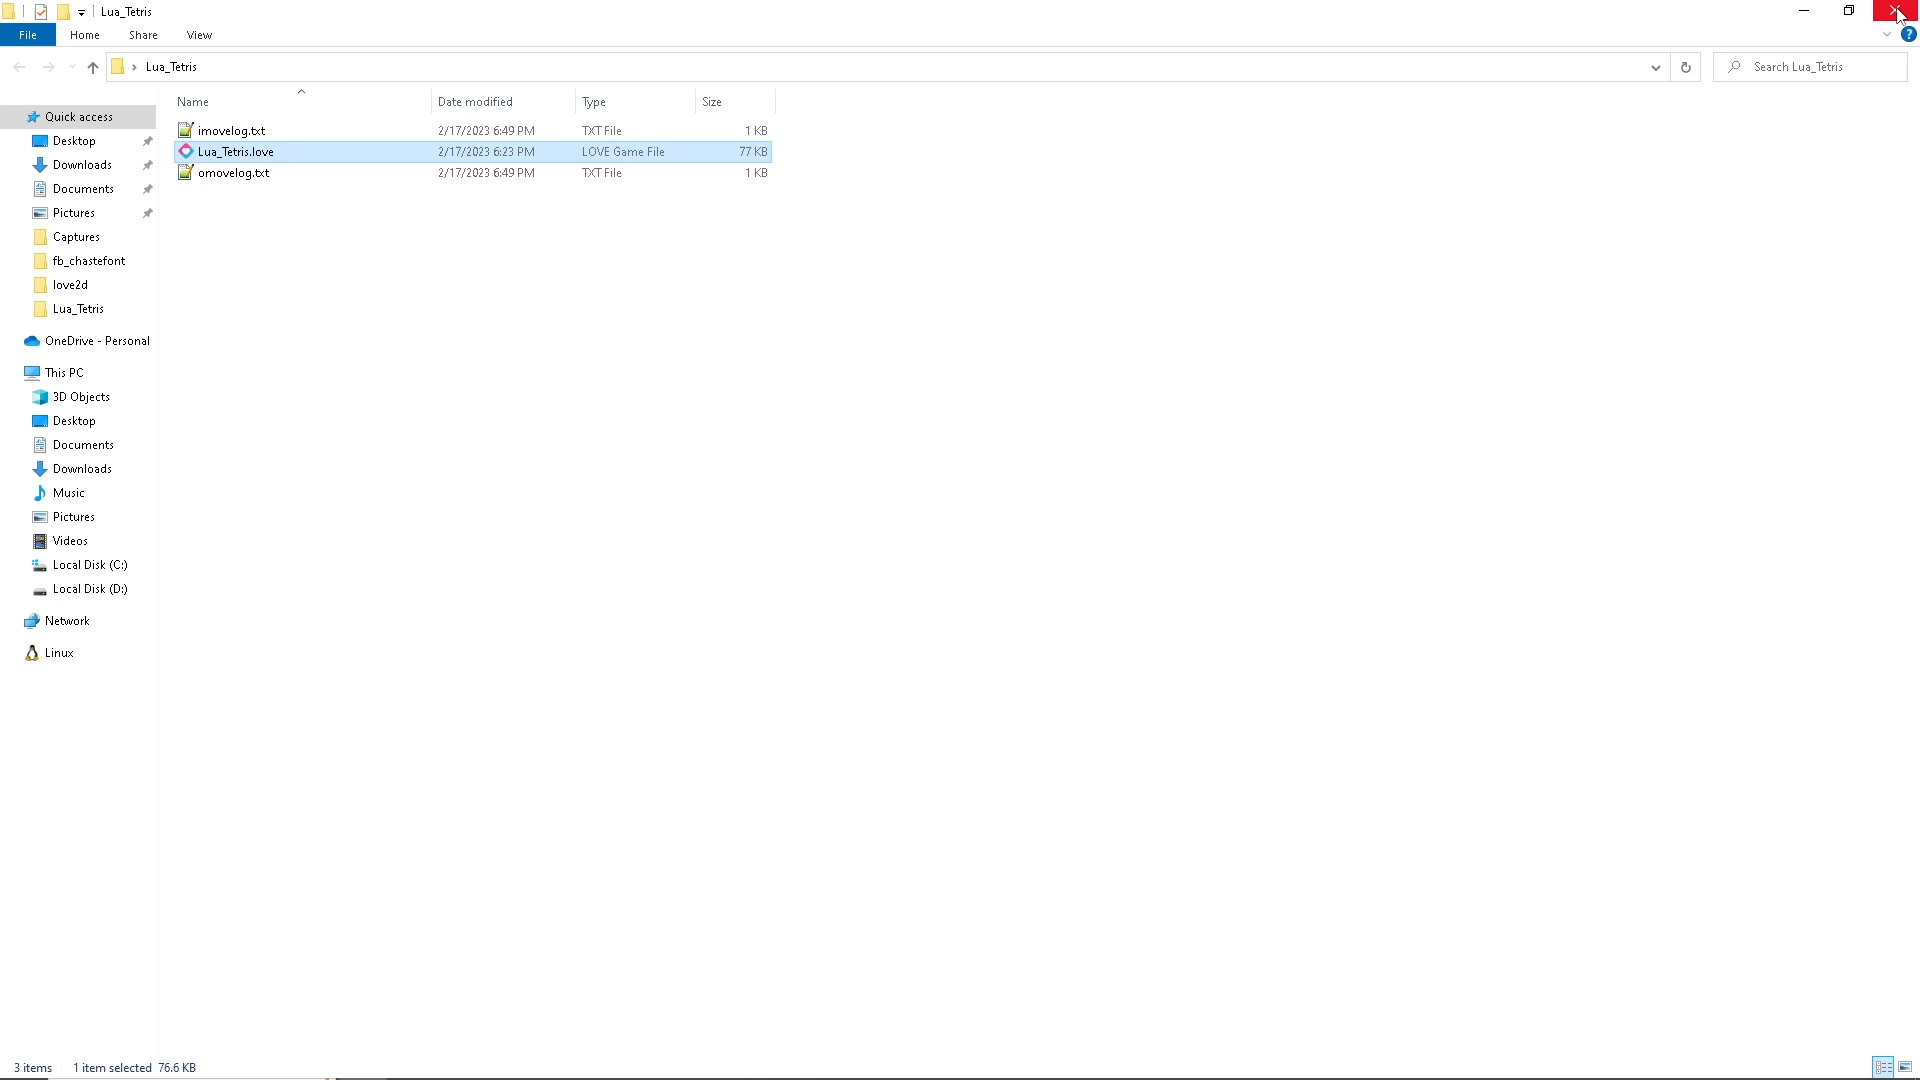 Lua_Tetris
File Home Share View
Lua_Tetris
Search Lua_Tetris
Name Date modified Type Size
imovelog.txt 2/17/2023 6:49 PM TXT File 1 KB
Lua_Tetris.love 2/17/2023 6:23 PM LOVE Game File 77 KB
omovelog.txt 2/17/2023 6:49 PM TXT File 1 KB
Quick access
Desktop
Downloads
Documents
Pictures
Captures
fb_chastefont
love2d
Lua_Tetris
OneDrive - Personal
This PC
3D Objects
Desktop
Documents
Downloads
Music
Pictures
Videos
Local Disk (C:)
Local Disk (D:)
Network
Linux
3 items 1 item selected 76.6 KB